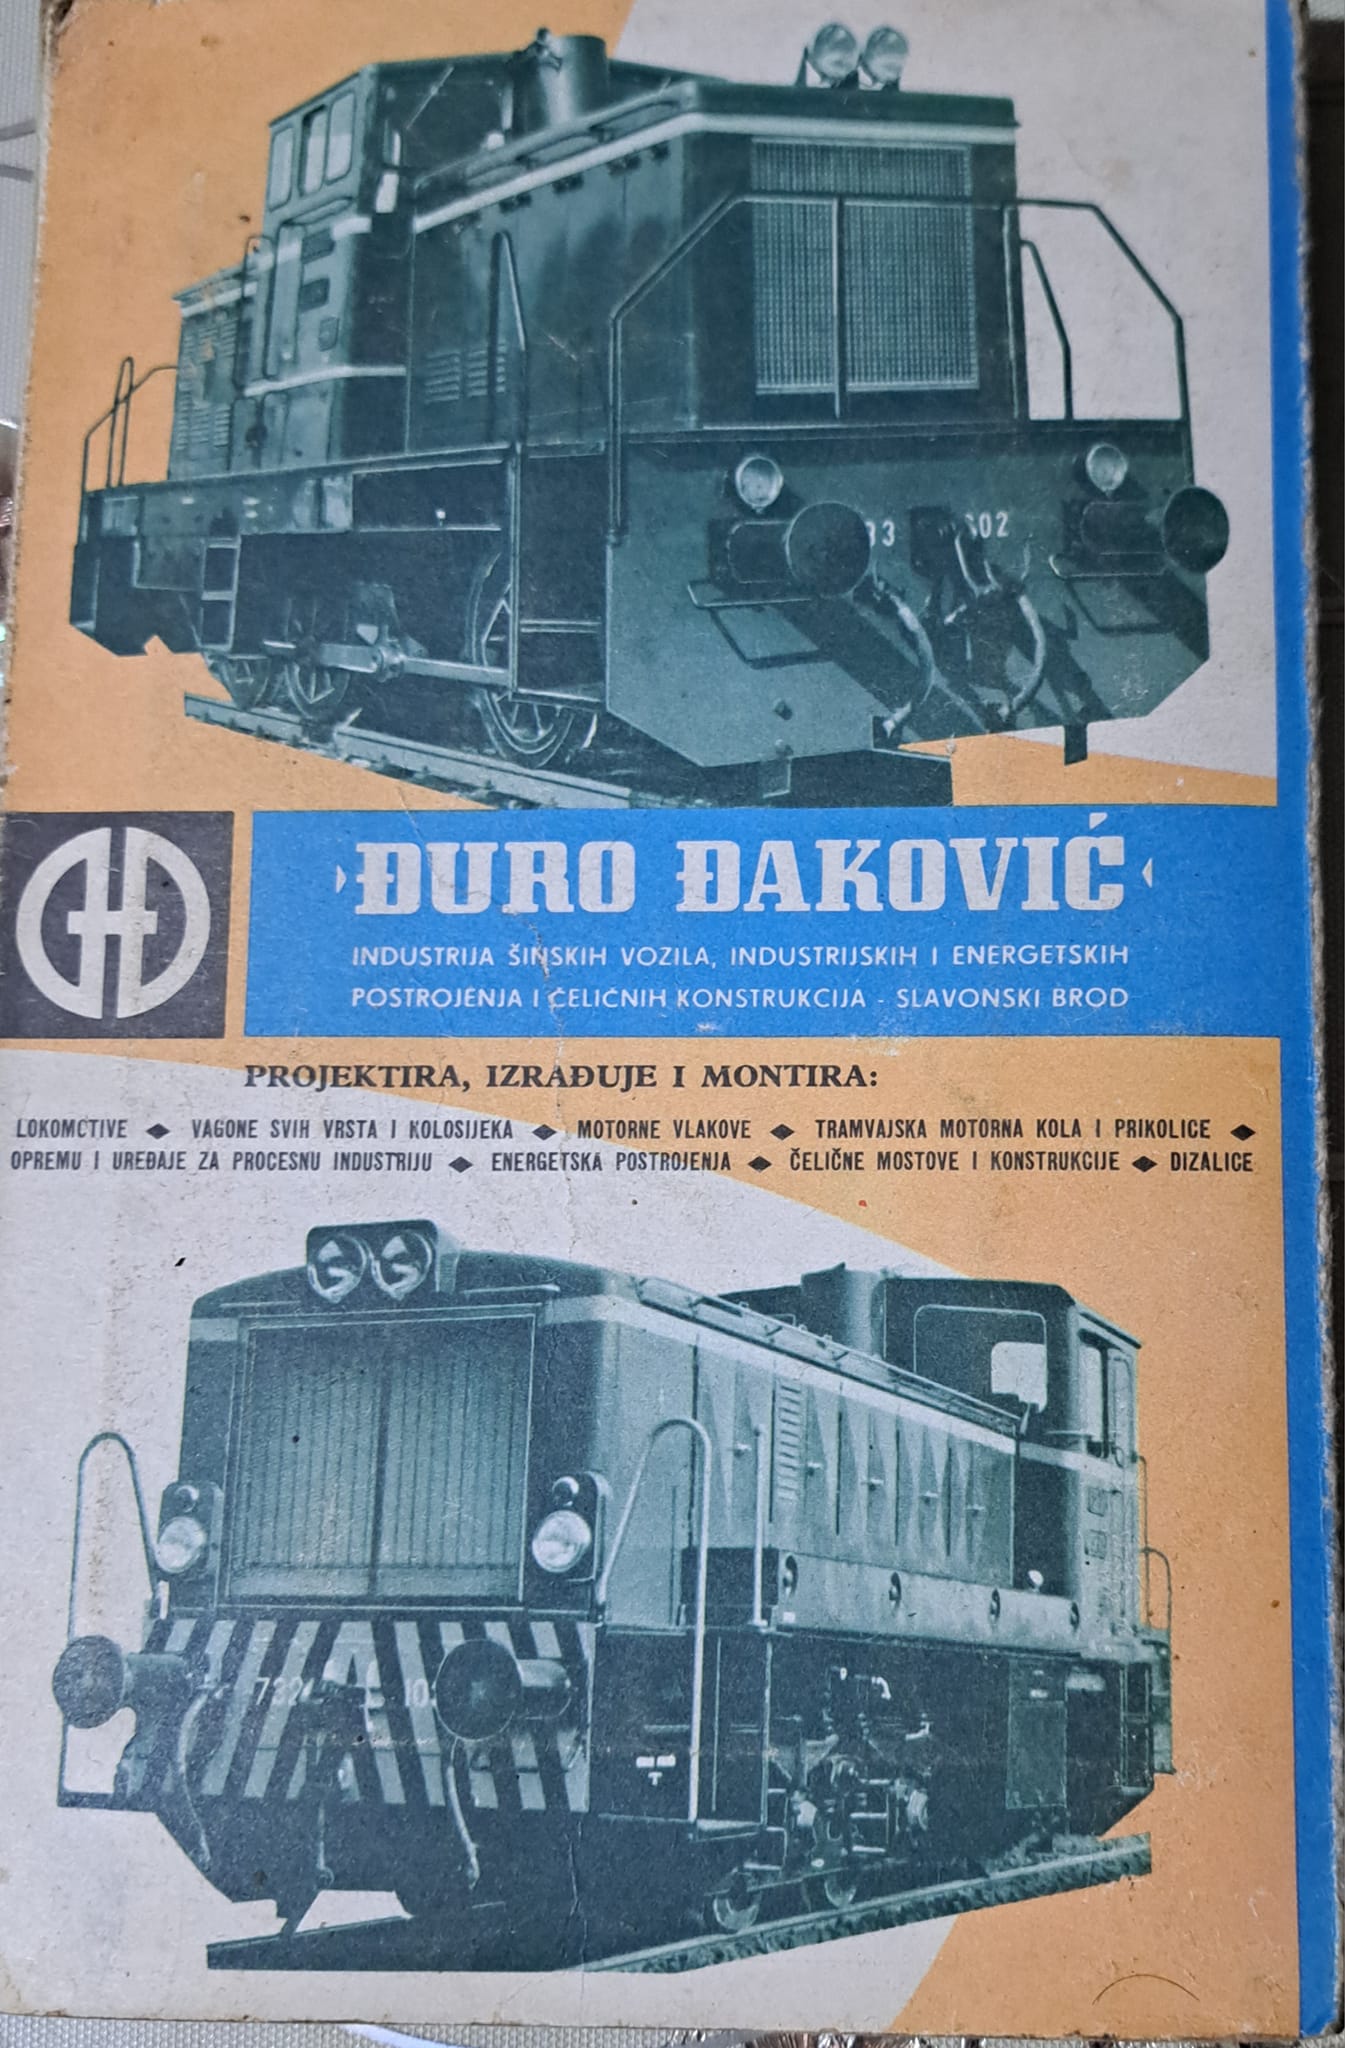 602
ĐURO ĐAKOVIĆ
INDUSTRIJA ŠINSKIH VOZILA, INDUSTRIJSKIH I ENERGETSKIH
POSTROJENJA I ČELIČNIH KONSTRUKCIJA - SLAVONSKI BROD
PROJEKTIRA, IZRAĐUJE I MONTIRA:
LOKOMOTIVE ◆ VAGONE SVIH VRSTA I KOLOSIJEKA ◆ MOTORNE VLAKOVE ◆ TRAMVAJSKA MOTORNA KOLA I PRIKOLICE ◆
OPREMU I UREĐAJE ZA PROCESNU INDUSTRIJU ◆ ENERGETSKA POSTROJENJA ◆ ČELIČNE MOSTOVE I KONSTRUKCIJE ◆ DIZALICE